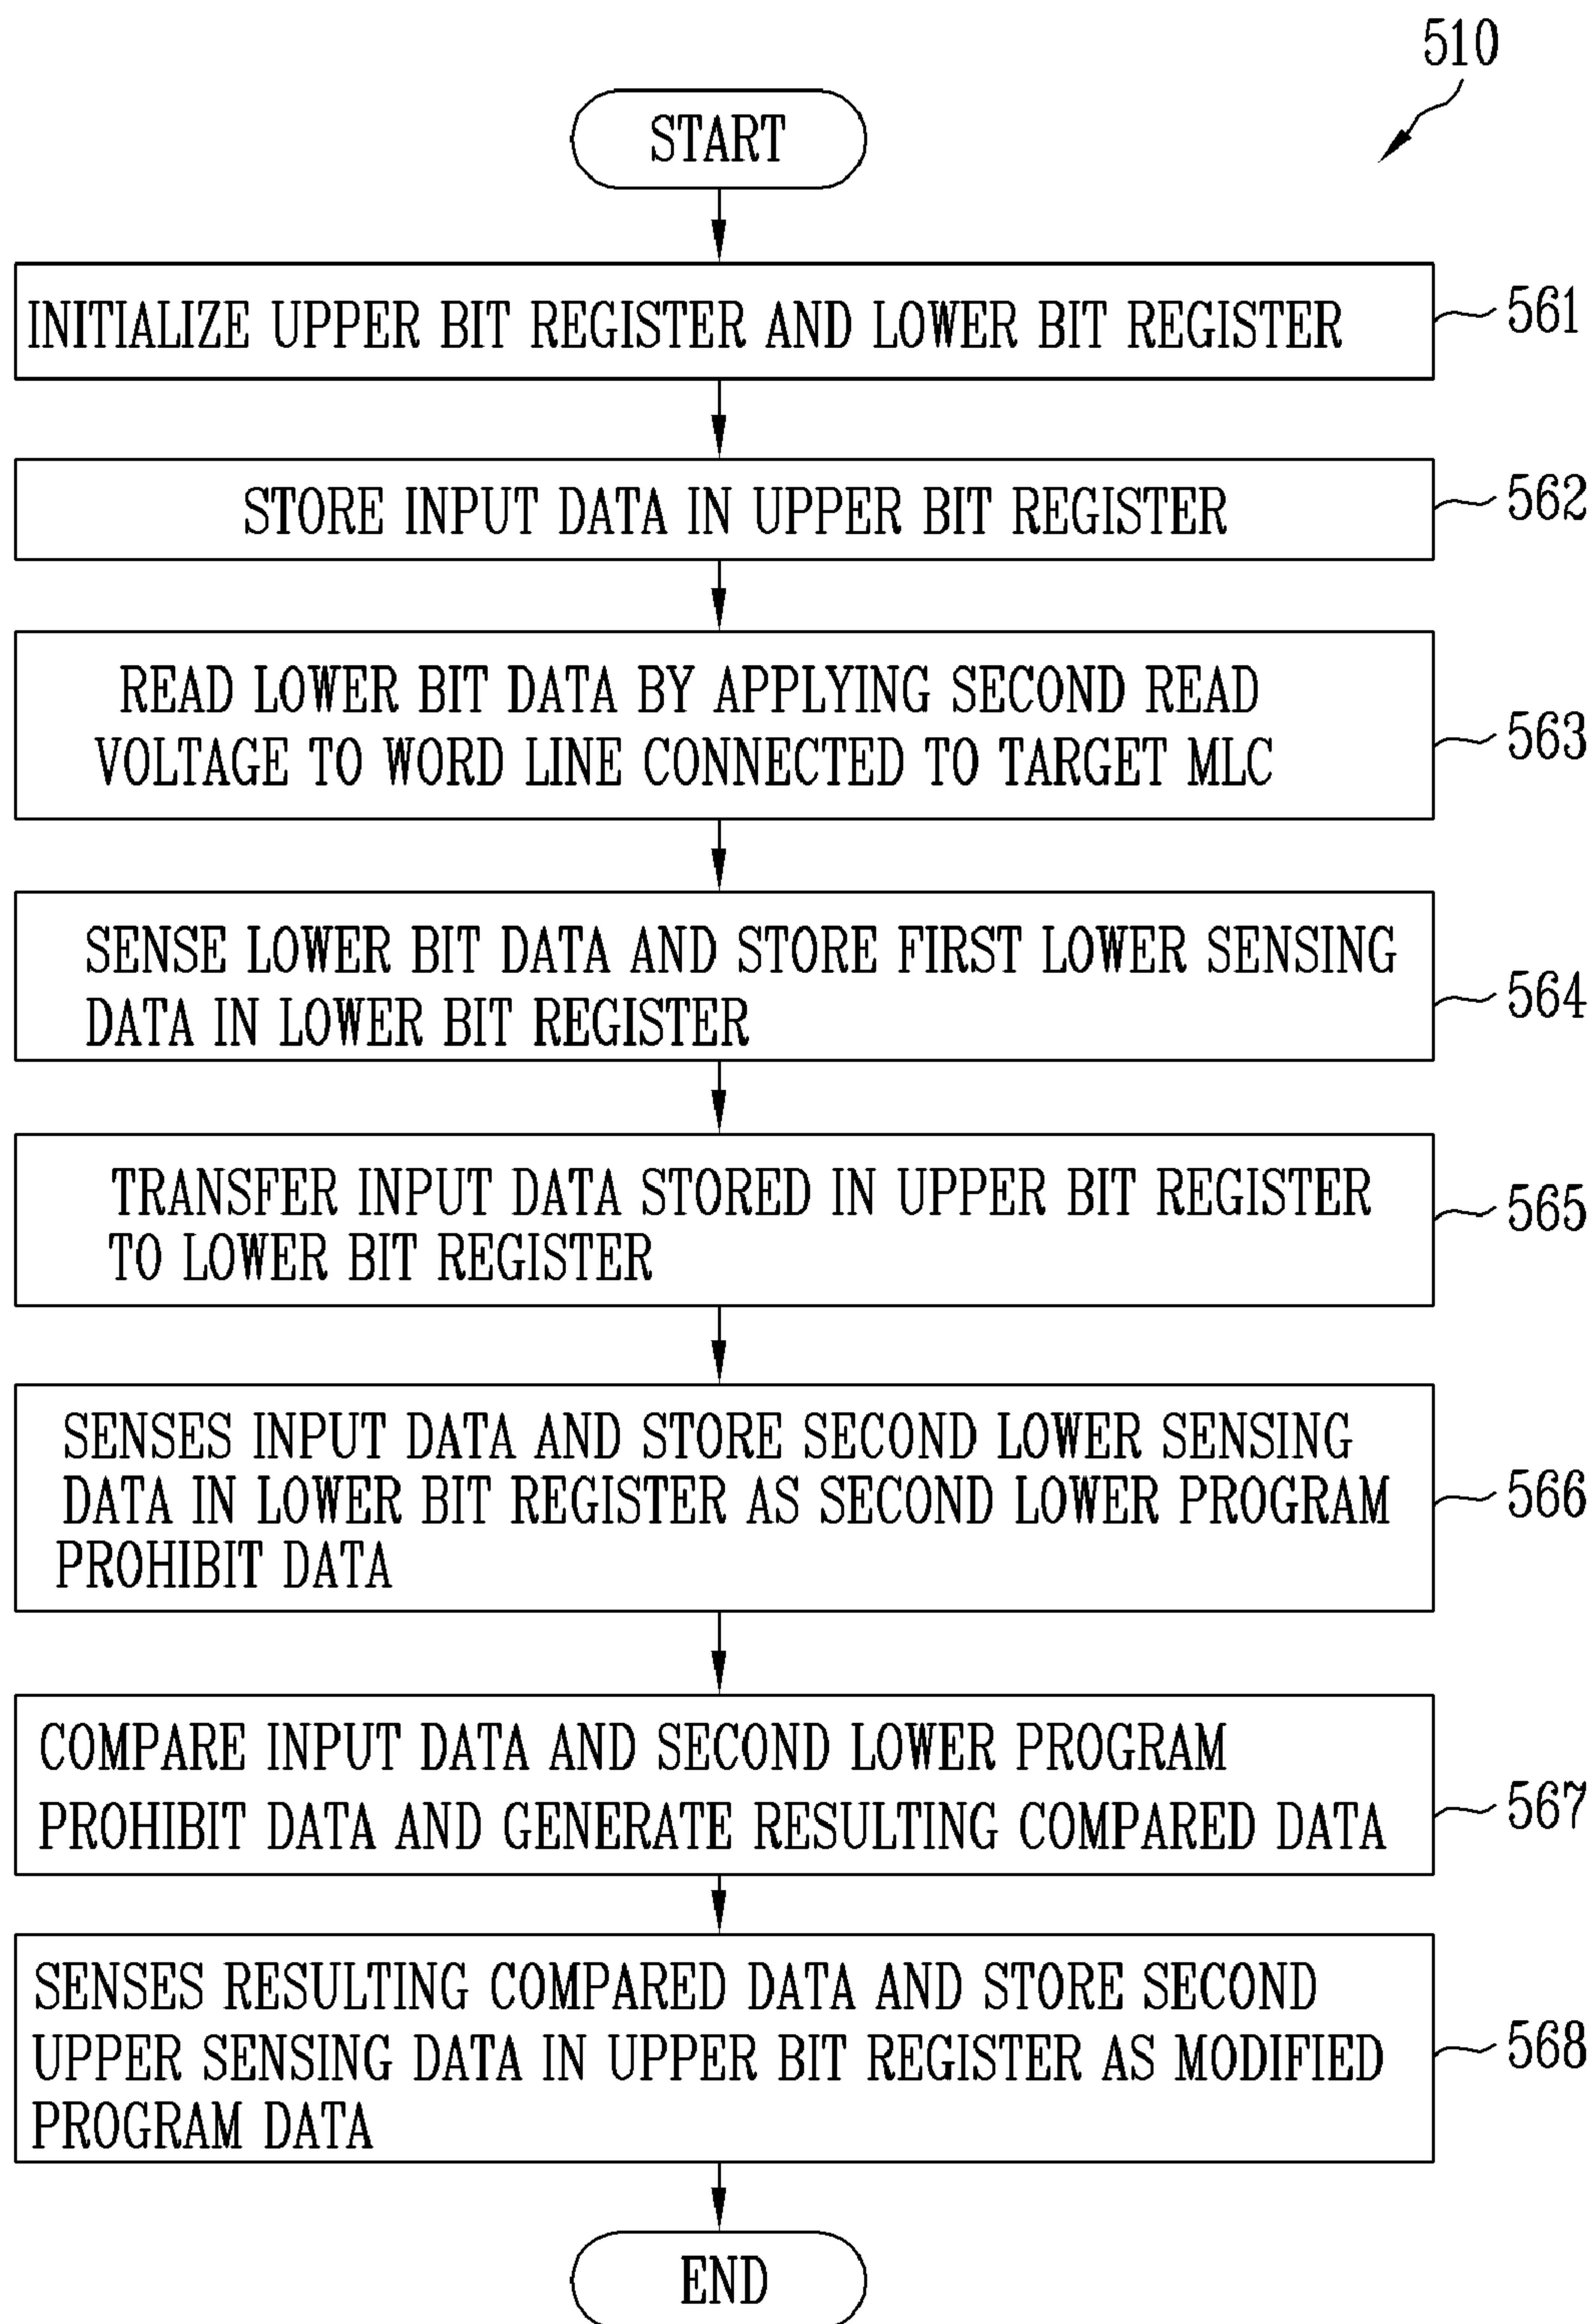 510
START
INITIALIZE UPPER BIT REGISTER AND LOWER BIT REGISTER
561
STORE INPUT DATA IN UPPER BIT REGISTER
562
READ LOWER BIT DATA BY APPLYING SECOND READ
VOLTAGE TO WORD LINE CONNECTED TO TARGET MLC
563
SENSE LOWER BIT DATA AND STORE FIRST LOWER SENSING
DATA IN LOWER BIT REGISTER
564
TRANSFER INPUT DATA STORED IN UPPER BIT REGISTER
TO LOWER BIT REGISTER
565
SENSES INPUT DATA AND STORE SECOND LOWER SENSING
DATA IN LOWER BIT REGISTER AS SECOND LOWER PROGRAM
PROHIBIT DATA
566
COMPARE INPUT DATA AND SECOND LOWER PROGRAM
PROHIBIT DATA AND GENERATE RESULTING COMPARED DATA
567
SENSES RESULTING COMPARED DATA AND STORE SECOND
UPPER SENSING DATA IN UPPER BIT REGISTER AS MODIFIED
PROGRAM DATA
568
END